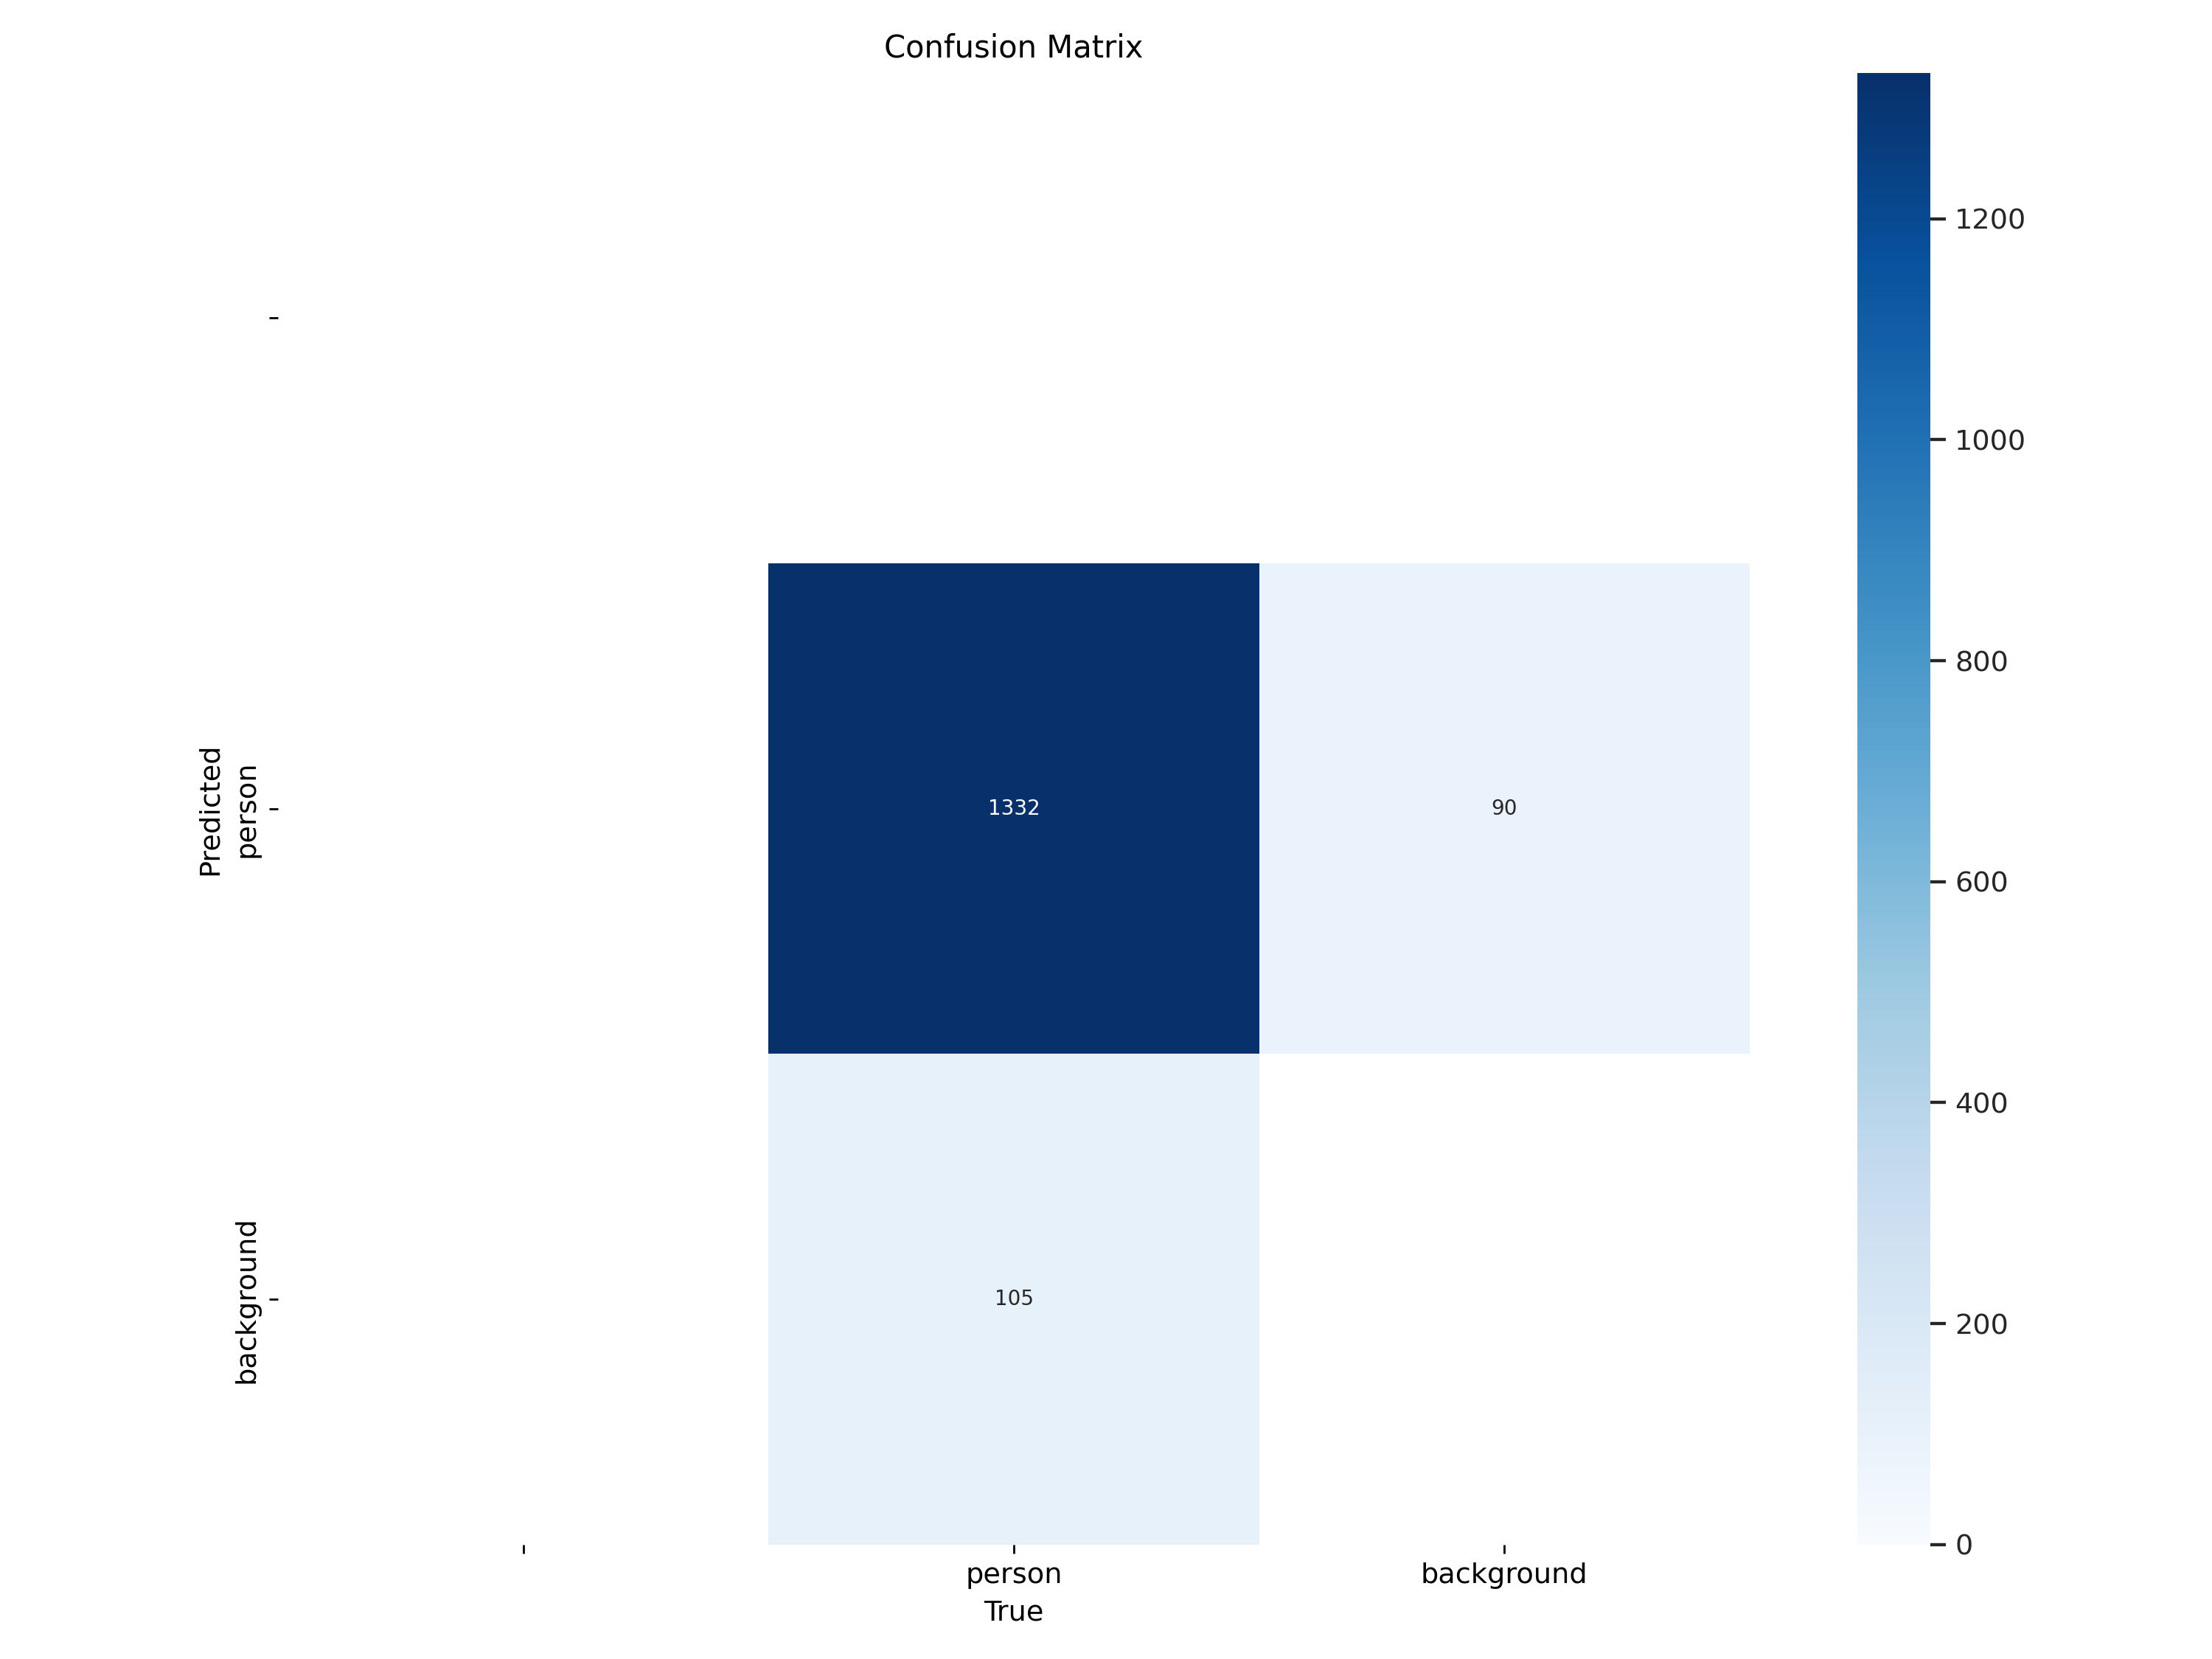 Confusion Matrix
1200
1000
800
600
400
200
0
Predicted
person
background
1332
90
105
person
background
True